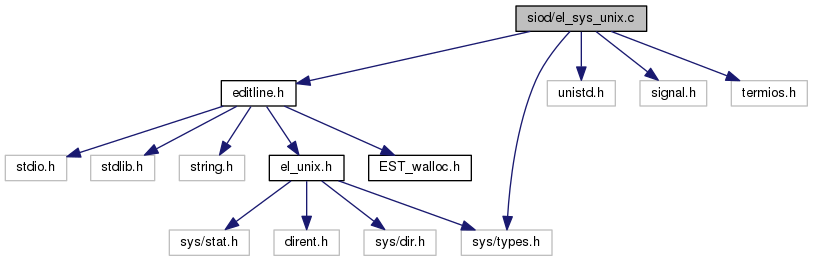 siod/el_sys_unix.c
editline.h
unistd.h
signal.h
termios.h
stdio.h
stdlib.h
string.h
el_unix.h
EST_walloc.h
sys/stat.h
dirent.h
sys/dir.h
sys/types.h